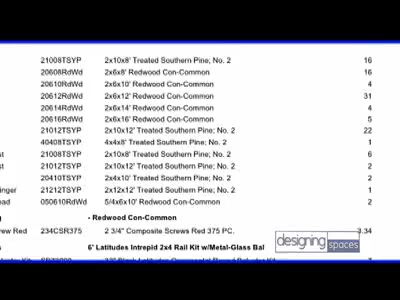 21008TSYP 2x10x8' Treated Southern Pine; No. 2 16
20608RdWd 2x6x8' Redwood Con-Common 16
20610RdWd 2x6x10' Redwood Con-Common 4
20612RdWd 2x6x12' Redwood Con-Common 31
20614RdWd 2x6x14' Redwood Con-Common 4
20616RdWd 2x6x16' Redwood Con-Common 5
21012TSYP 2x10x12' Treated Southern Pine; No. 2 22
40408TSYP 4x4x8' Treated Southern Pine; No. 2 1
st 21008TSYP 2x10x8' Treated Southern Pine; No. 2 6
st 21012TSYP 2x10x12' Treated Southern Pine; No. 2 2
20410TSYP 2x4x10' Treated Southern Pine; No. 2 2
inger 21212TSYP 2x12x12' Treated Southern Pine; No. 2 1
ead 050610RdWd 5/4x6x10' Redwood Con-Common 2
g - Redwood Con-Common
rew Red 234CSR375 2 3/4" Composite Screws Red 375 PC. 3.34
s 6' Latitudes Intrepid 2x4 Rail Kit w/Metal-Glass Bal
designing spaces